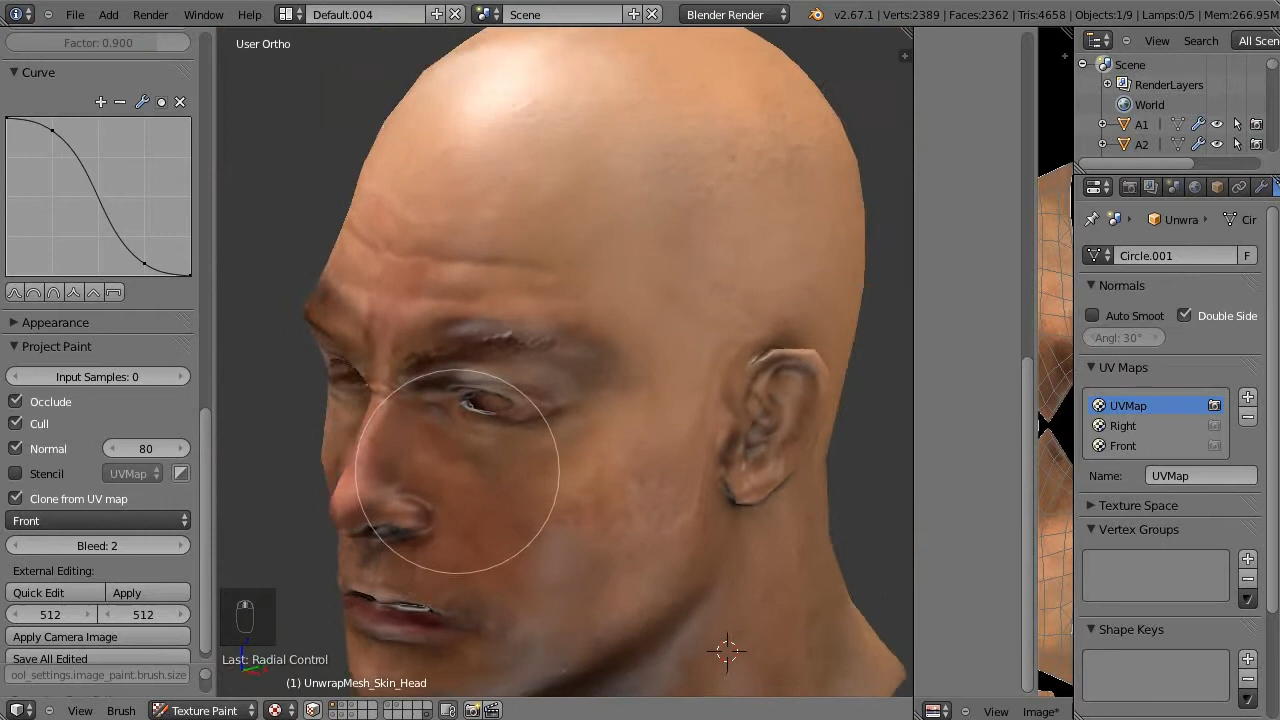 File Add Render Window Help Default.004 Scene Blender Render v2.67.1 | Verts:2389 | Faces:2362 | Tris:4658 | Objects:1/9 | Lamps:0/5 | Mem:266.95M
Factor: 0.900
Curve
Appearance
Project Paint
Input Samples: 0
Occlude
Cull
Normal 80
Stencil UVMap
Clone from UV map
Front
Bleed: 2
External Editing:
Quick Edit Apply
512 512
Apply Camera Image
Save All Edited
ool_settings.image_paint.brush.size
User Ortho
Last: Radial Control
(1) UnwrapMesh_Skin_Head
View Brush Texture Paint
View Image*
View Search All Scen
Scene
RenderLayers
World
A1
A2
Unwra Cir
Circle.001 F
Normals
Auto Smoot Double Side
Angl: 30°
UV Maps
UVMap
Right
Front
Name: UVMap
Texture Space
Vertex Groups
Shape Keys